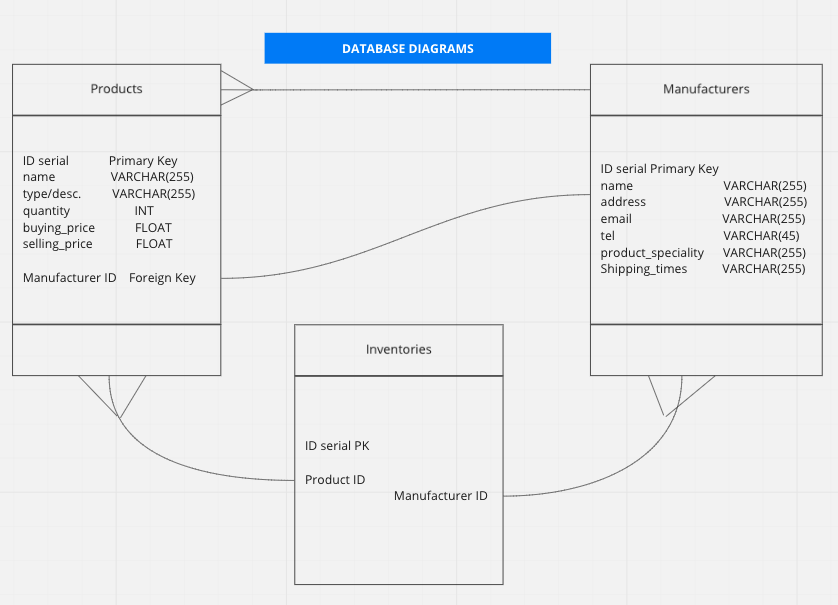 DATABASE DIAGRAMS
Products
ID serial Primary Key
name VARCHAR(255)
type/desc. VARCHAR(255)
quantity INT
buying_price FLOAT
selling_price FLOAT
Manufacturer ID Foreign Key
Manufacturers
ID serial Primary Key
name VARCHAR(255)
address VARCHAR(255)
email VARCHAR(255)
tel VARCHAR(45)
product_speciality VARCHAR(255)
Shipping_times VARCHAR(255)
Inventories
ID serial PK
Product ID
Manufacturer ID